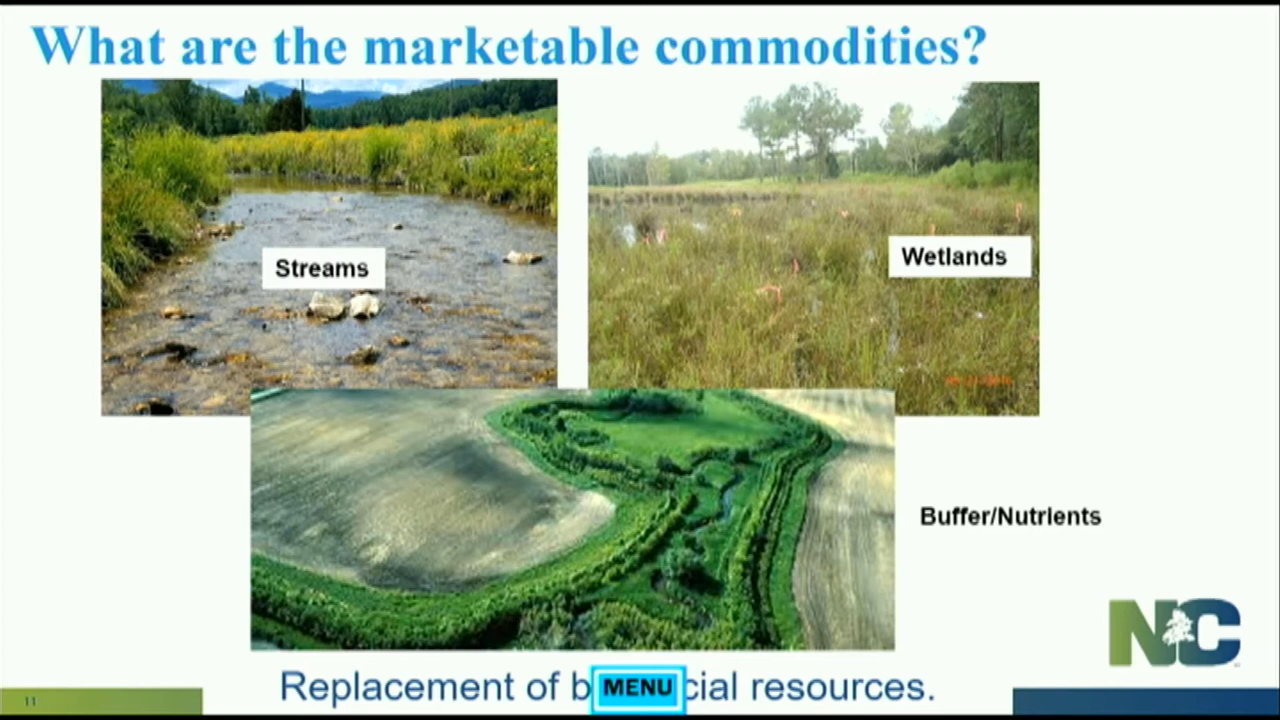 What are the marketable commodities?
Streams
Wetlands
Buffer/Nutrients
NC
Replacement of b
MENU
cial resources.
11